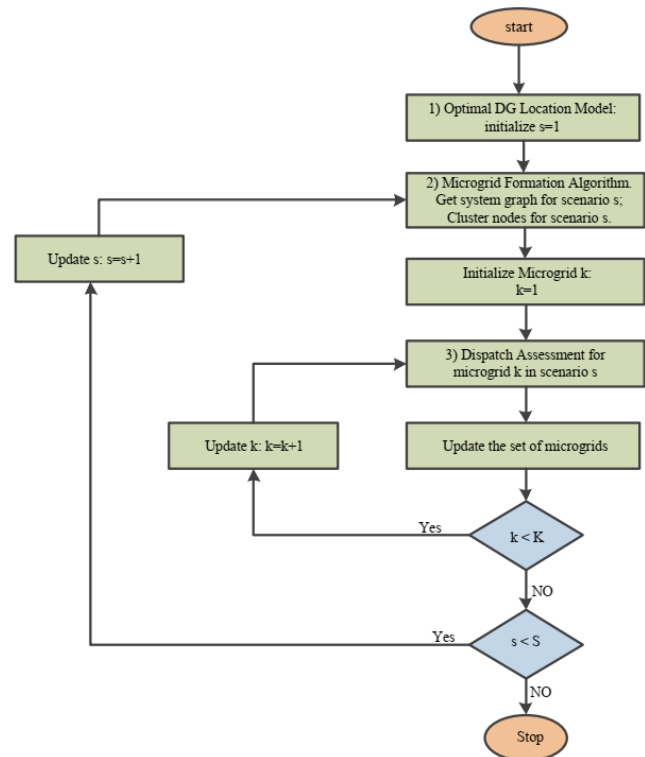 start
1) Optimal DG Location Model:
initialize s=1
2) Microgrid Formation Algorithm.
Get system graph for scenario s;
Cluster nodes for scenario s.
Update s: s=s+1
Initialize Microgrid k:
k=1
3) Dispatch Assessment for
microgrid k in scenario s
Update k: k=k+1
Update the set of microgrids
Yes
k < K
NO
Yes
s < S
NO
Stop